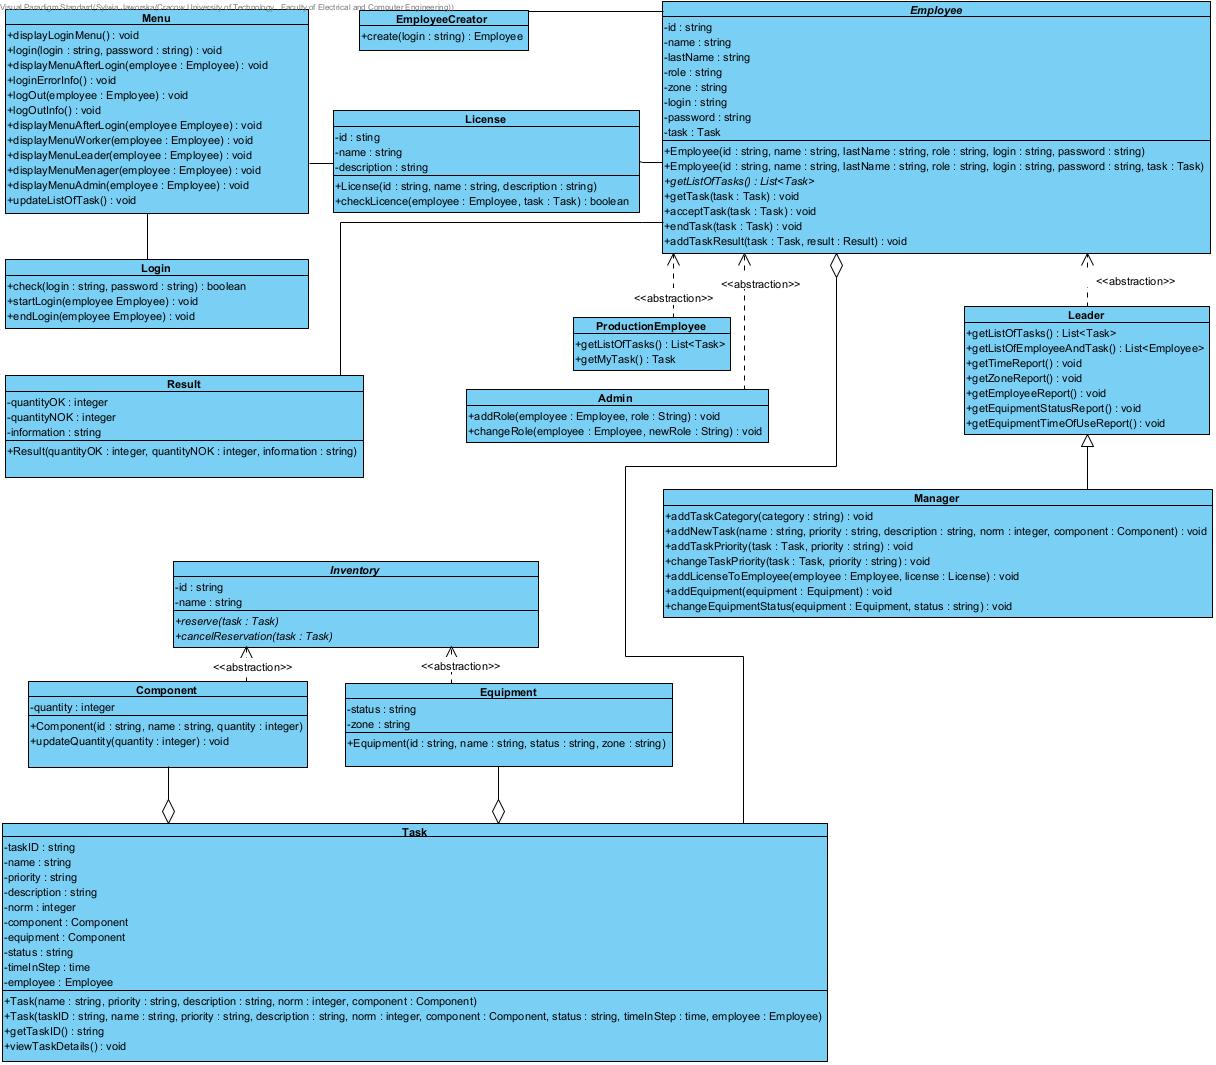 Visual Paradigm Standard(Sylwia Jaworska(Cracow University of Technology - Faculty of Electrical and Computer Engineering))
Menu
+displayLoginMenu() : void
+login(login : string, password : string) : void
+displayMenuAfterLogin(employee : Employee) : void
+loginErrorInfo() : void
+logOut(employee : Employee) : void
+logOutInfo() : void
+displayMenuAfterLogin(employee Employee) : void
+displayMenuWorker(employee : Employee) : void
+displayMenuLeader(employee : Employee) : void
+displayMenuMenager(employee : Employee) : void
+displayMenuAdmin(employee : Employee) : void
+updateListOfTask() : void
EmployeeCreator
+create(login : string) : Employee
License
-id : sting
-name : string
-description : string
+License(id : string, name : string, description : string)
+checkLicence(employee : Employee, task : Task) : boolean
Employee
-id : string
-name : string
-lastName : string
-role : string
-zone : string
-login : string
-password : string
-task : Task
+Employee(id : string, name : string, lastName : string, role : string, login : string, password : string)
+Employee(id : string, name : string, lastName : string, role : string, login : string, password : string, task : Task)
+getListOfTasks() : List<Task>
+getTask(task : Task) : void
+acceptTask(task : Task) : void
+endTask(task : Task) : void
+addTaskResult(task : Task, result : Result) : void
Login
+check(login : string, password : string) : boolean
+startLogin(employee Employee) : void
+endLogin(employee Employee) : void
<<abstraction>>
<<abstraction>>
<<abstraction>>
ProductionEmployee
+getListOfTasks() : List<Task>
+getMyTask() : Task
Leader
+getListOfTasks() : List<Task>
+getListOfEmployeeAndTask() : List<Employee>
+getTimeReport() : void
+getZoneReport() : void
+getEmployeeReport() : void
+getEquipmentStatusReport() : void
+getEquipmentTimeOfUseReport() : void
Result
-quantityOK : integer
-quantityNOK : integer
-information : string
+Result(quantityOK : integer, quantityNOK : integer, information : string)
Admin
+addRole(employee : Employee, role : String) : void
+changeRole(employee : Employee, newRole : String) : void
Manager
+addTaskCategory(category : string) : void
+addNewTask(name : string, priority : string, description : string, norm : integer, component : Component) : void
+addTaskPriority(task : Task, priority : string) : void
+changeTaskPriority(task : Task, priority : string) : void
+addLicenseToEmployee(employee : Employee, license : License) : void
+addEquipment(equipment : Equipment) : void
+changeEquipmentStatus(equipment : Equipment, status : string) : void
Inventory
-id : string
-name : string
+reserve(task : Task)
+cancelReservation(task : Task)
<<abstraction>>
<<abstraction>>
Component
-quantity : integer
+Component(id : string, name : string, quantity : integer)
+updateQuantity(quantity : integer) : void
Equipment
-status : string
-zone : string
+Equipment(id : string, name : string, status : string, zone : string)
Task
-taskID : string
-name : string
-priority : string
-description : string
-norm : integer
-component : Component
-equipment : Component
-status : string
-timeInStep : time
-employee : Employee
+Task(name : string, priority : string, description : string, norm : integer, component : Component)
+Task(taskID : string, name : string, priority : string, description : string, norm : integer, component : Component, status : string, timeInStep : time, employee : Employee)
+getTaskID() : string
+viewTaskDetails() : void